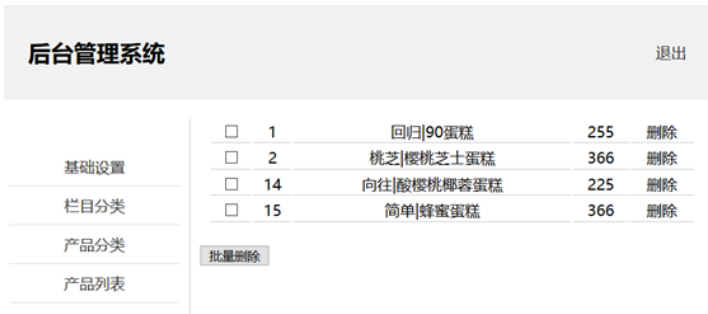 后台管理系统 退出
基础设置
栏目分类
产品分类
产品列表
1 回归|90蛋糕 255 删除
2 桃芝|樱桃芝士蛋糕 366 删除
14 向往|酸樱桃椰蓉蛋糕 225 删除
15 简单|蜂蜜蛋糕 366 删除
批量删除